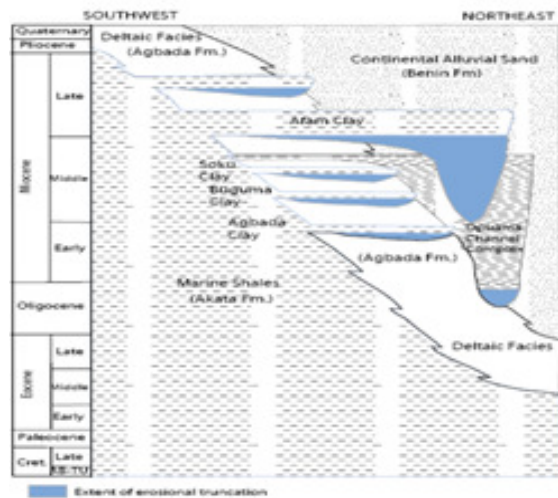 SOUTHWEST
NORTHEAST
Quaternary
Pliocene
Deltaic Facies
(Agbada Fm.)
Continental Alluvial Sand
(Benin Fm)
Late
Afam Clay
Miocene
Middle
Soku
Clay
Buguma
Clay
Agbada
Clay
Channel
Complex
Early
(Agbada Fm.)
Marine Shales
(Akata Fm.)
Oligocene
Deltaic Facies
Late
Eocene
Middle
Early
Paleocene
Cret.
Late
Extent of erosional truncation